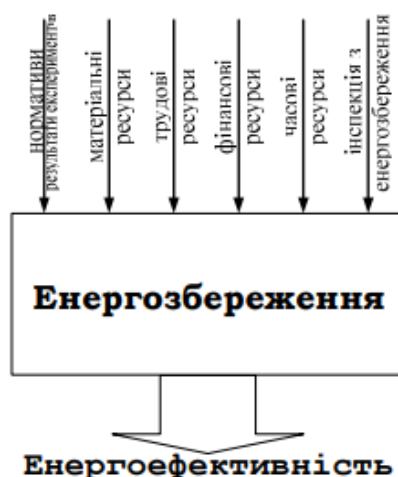 нормативи
результати експериментів
матеріальні
ресурси
трудові
ресурси
фінансові
ресурси
часові
ресурси
інспекція з
енергозбереження
Енергозбереження
Енергоефективність